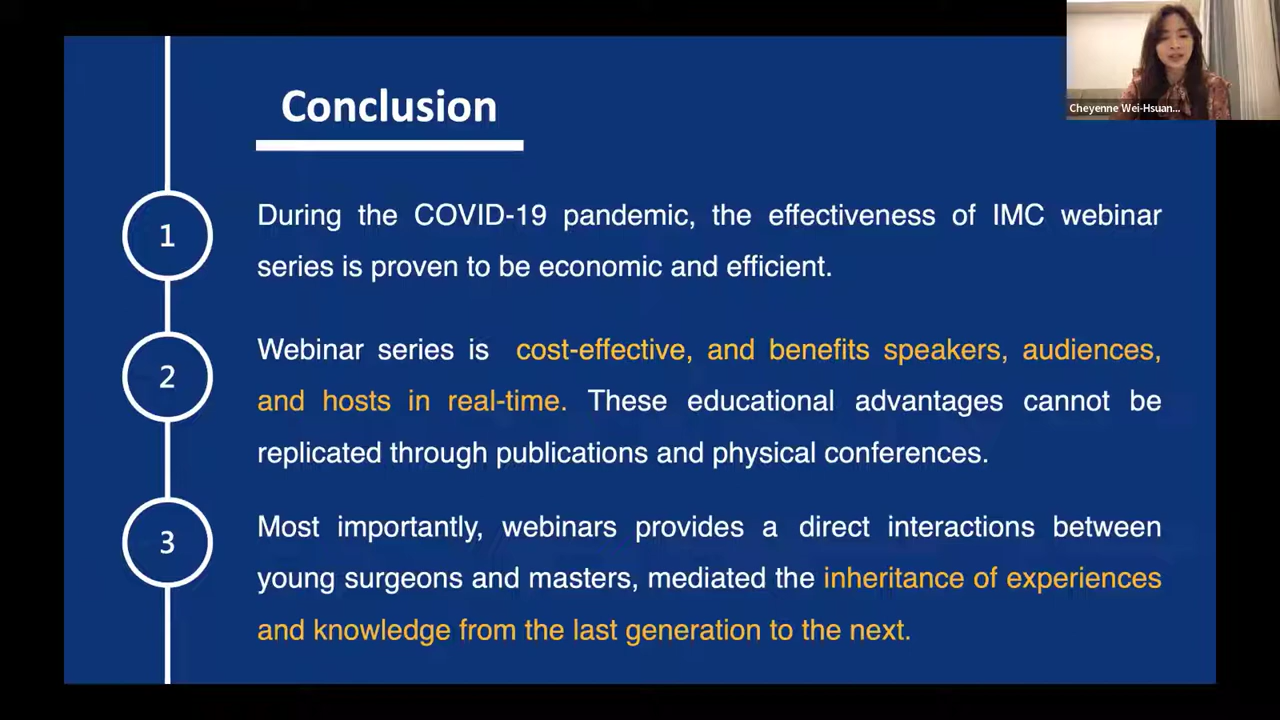 Conclusion
Cheyenne Wei-Hsuan...
1
During the COVID-19 pandemic, the effectiveness of IMC webinar
series is proven to be economic and efficient.
2
Webinar series is cost-effective, and benefits speakers, audiences,
and hosts in real-time. These educational advantages cannot be
replicated through publications and physical conferences.
3
Most importantly, webinars provides a direct interactions between
young surgeons and masters, mediated the inheritance of experiences
and knowledge from the last generation to the next.